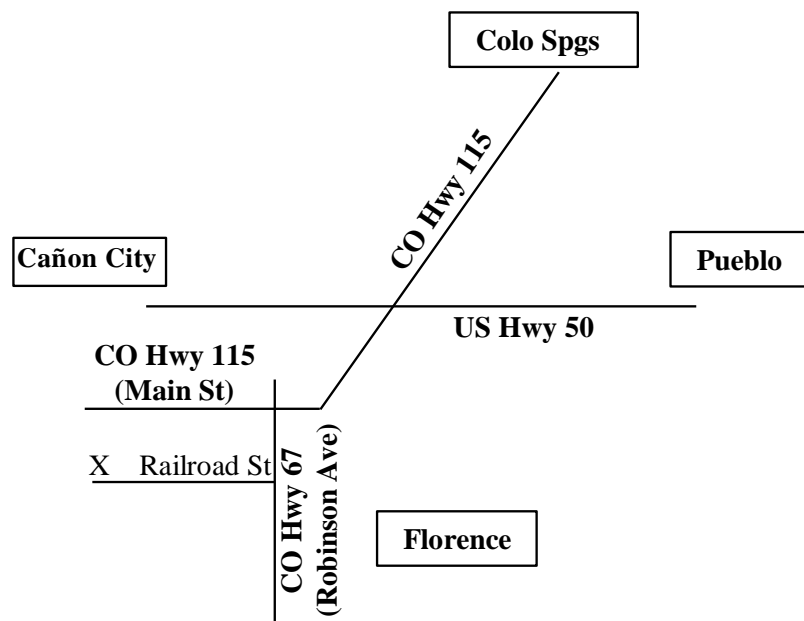 Colo Spgs
CO Hwy 115
Cañon City
Pueblo
US Hwy 50
CO Hwy 115
(Main St)
X Railroad St
CO Hwy 67
(Robinson Ave)
Florence